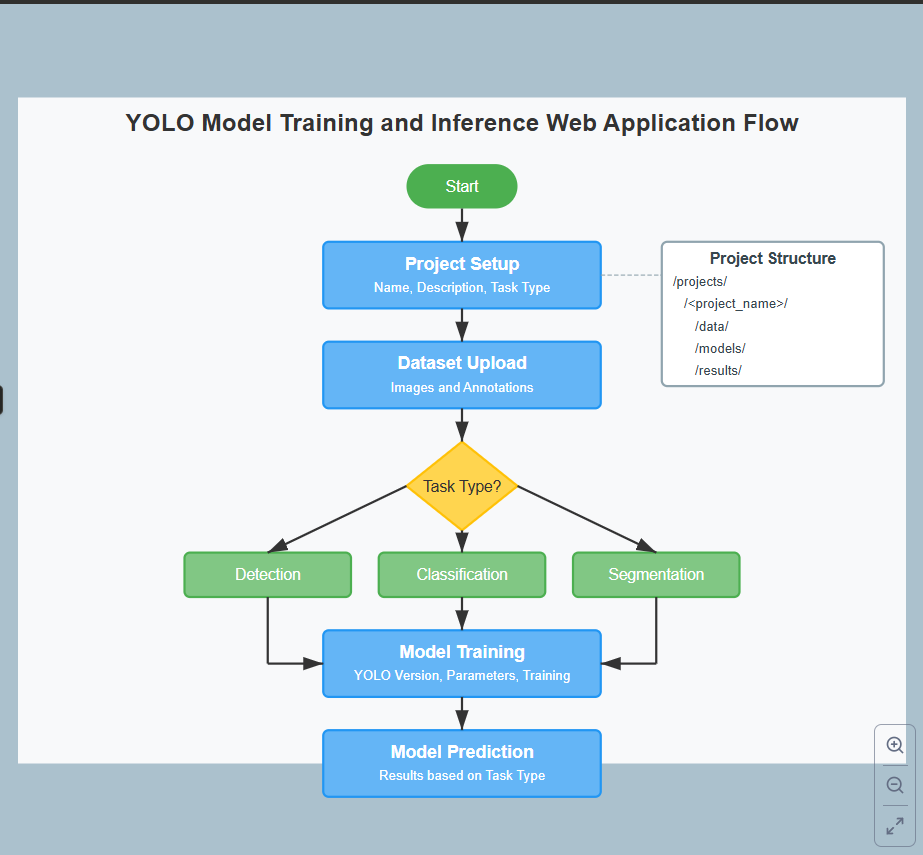 YOLO Model Training and Inference Web Application Flow
Start
Project Setup
Name, Description, Task Type
Project Structure
/projects/
/<project_name>/
/data/
/models/
/results/
Dataset Upload
Images and Annotations
Task Type?
Detection
Classification
Segmentation
Model Training
YOLO Version, Parameters, Training
Model Prediction
Results based on Task Type